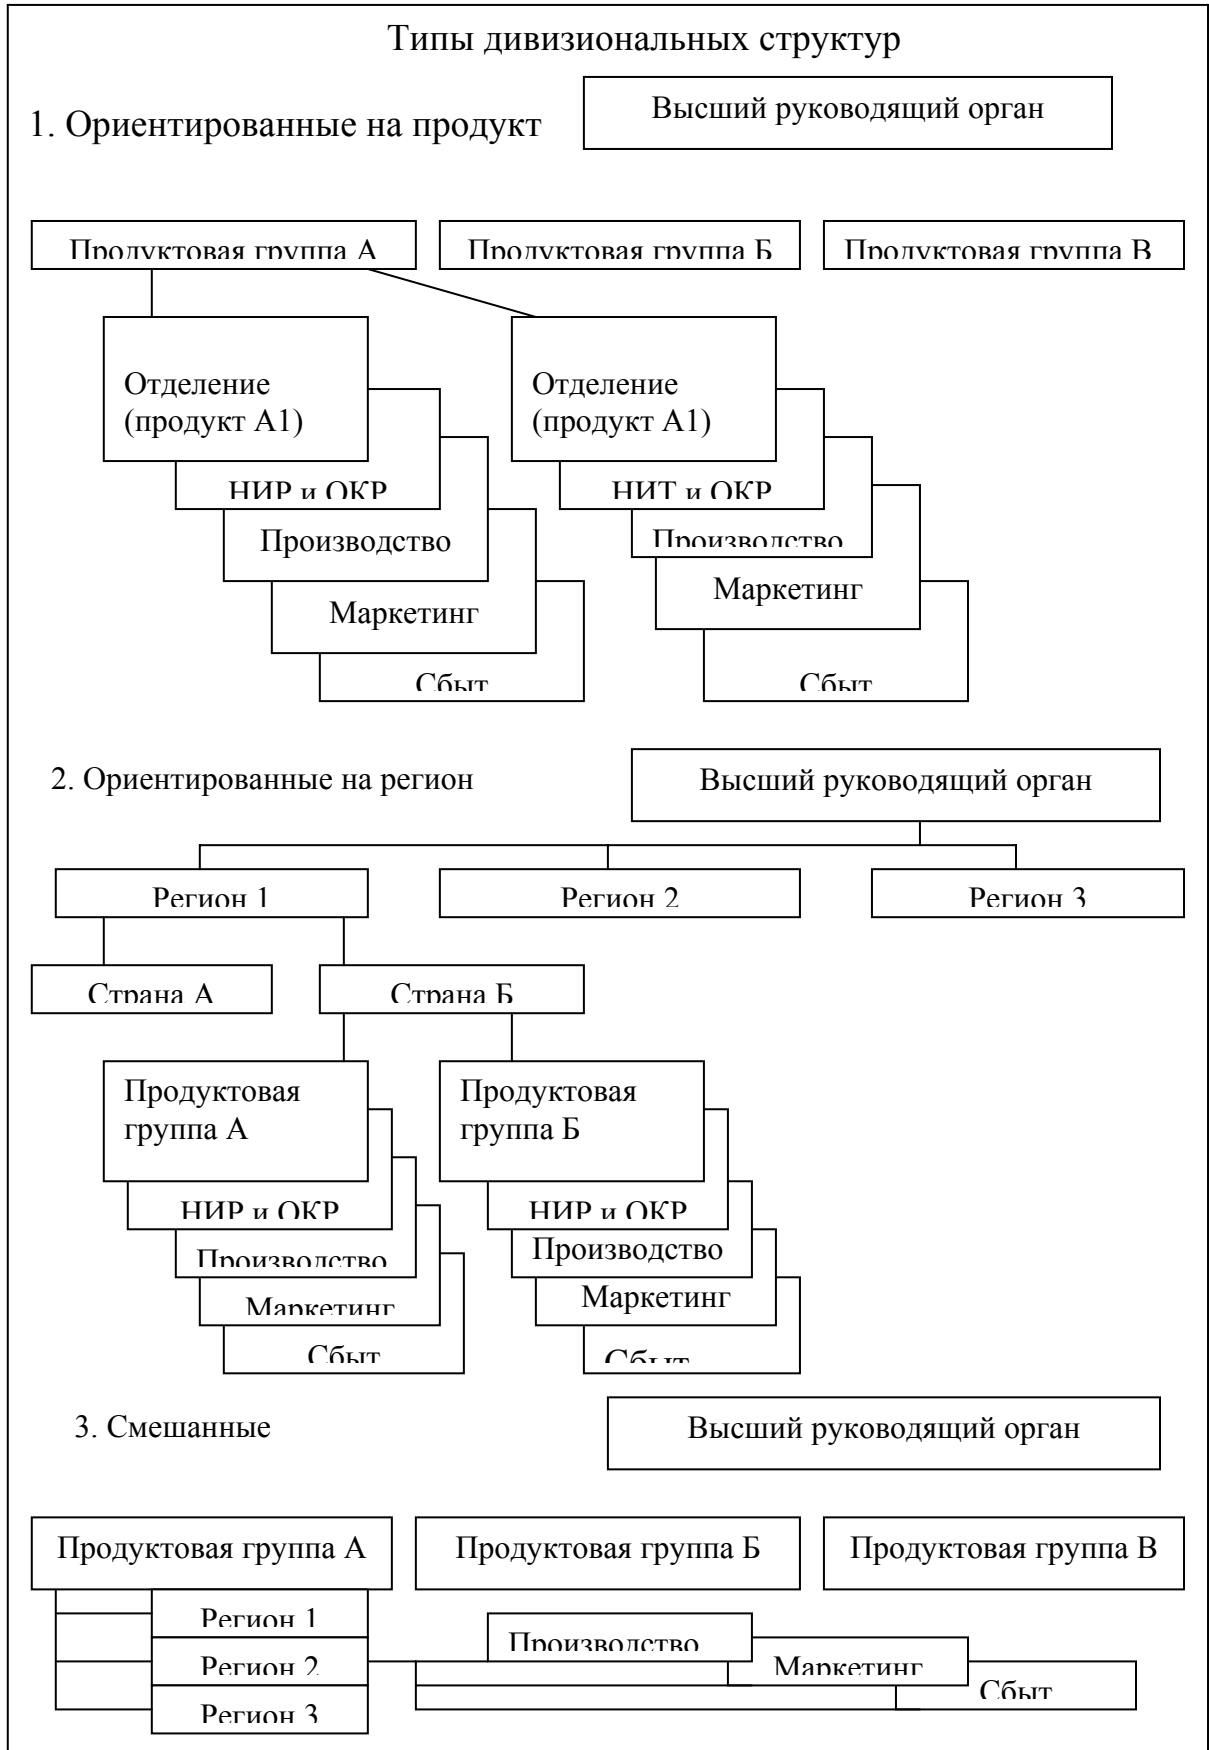 Типы дивизиональных структур
1. Ориентированные на продукт
Высший руководящий орган
Продуктовая группа А
Продуктовая группа Б
Продуктовая группа В
Отделение
(продукт А1)
НИР и ОКР
Производство
Маркетинг
Сбыт
Отделение
(продукт А1)
НИТ и ОКР
Производство
Маркетинг
Сбыт
2. Ориентированные на регион
Высший руководящий орган
Регион 1
Регион 2
Регион 3
Страна А
Страна Б
Продуктовая
группа А
НИР и ОКР
Производство
Маркетинг
Сбыт
Продуктовая
группа Б
НИР и ОКР
Производство
Маркетинг
Сбыт
3. Смешанные
Высший руководящий орган
Продуктовая группа А
Продуктовая группа Б
Продуктовая группа В
Регион 1
Регион 2
Регион 3
Производство
Маркетинг
Сбыт